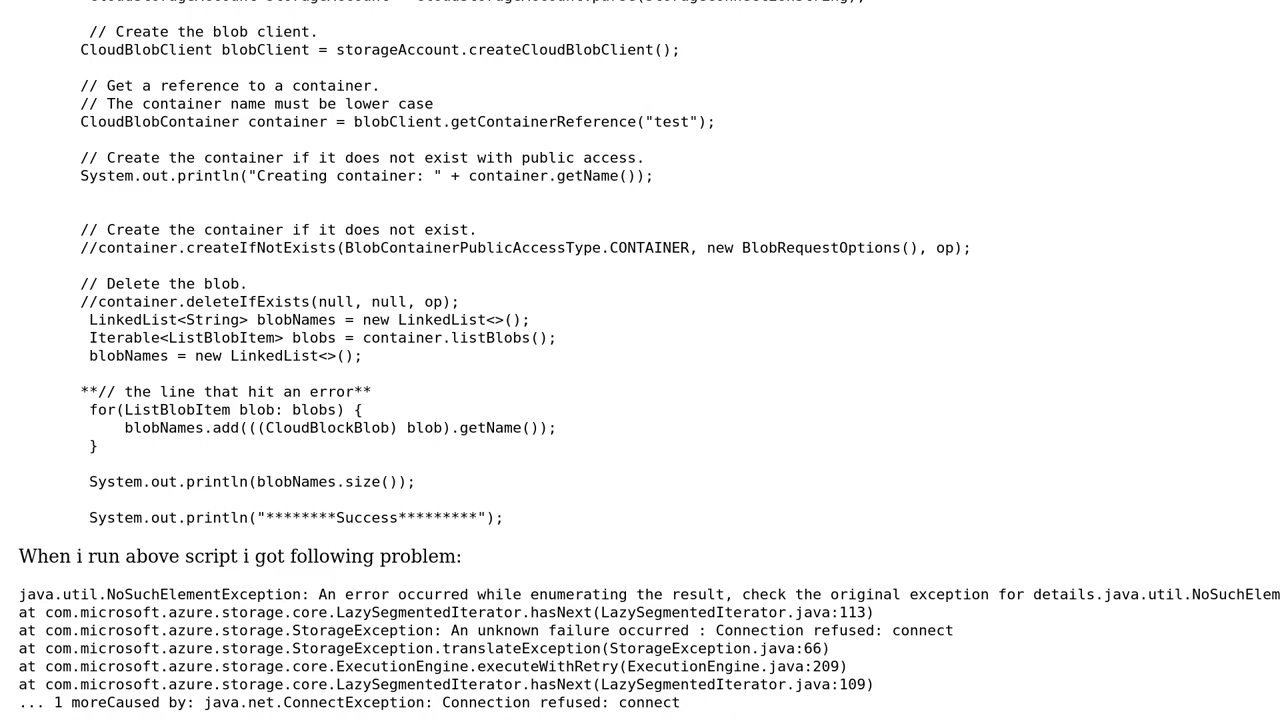 CloudStorageAccount storageAccount = CloudStorageAccount.parse(storageConnectionString);
// Create the blob client.
CloudBlobClient blobClient = storageAccount.createCloudBlobClient();
// Get a reference to a container.
// The container name must be lower case
CloudBlobContainer container = blobClient.getContainerReference("test");
// Create the container if it does not exist with public access.
System.out.println("Creating container: " + container.getName());
// Create the container if it does not exist.
//container.createIfNotExists(BlobContainerPublicAccessType.CONTAINER, new BlobRequestOptions(), op);
// Delete the blob.
//container.deleteIfExists(null, null, op);
LinkedList<String> blobNames = new LinkedList<>();
Iterable<ListBlobItem> blobs = container.listBlobs();
blobNames = new LinkedList<>();
**// the line that hit an error**
for(ListBlobItem blob: blobs) {
blobNames.add(((CloudBlockBlob) blob).getName());
}
System.out.println(blobNames.size());
System.out.println("********Success*********");
When i run above script i got following problem:
java.util.NoSuchElementException: An error occurred while enumerating the result, check the original exception for details.java.util.NoSuchElem
at com.microsoft.azure.storage.core.LazySegmentedIterator.hasNext(LazySegmentedIterator.java:113)
at com.microsoft.azure.storage.StorageException: An unknown failure occurred : Connection refused: connect
at com.microsoft.azure.storage.StorageException.translateException(StorageException.java:66)
at com.microsoft.azure.storage.core.ExecutionEngine.executeWithRetry(ExecutionEngine.java:209)
at com.microsoft.azure.storage.core.LazySegmentedIterator.hasNext(LazySegmentedIterator.java:109)
... 1 moreCaused by: java.net.ConnectException: Connection refused: connect